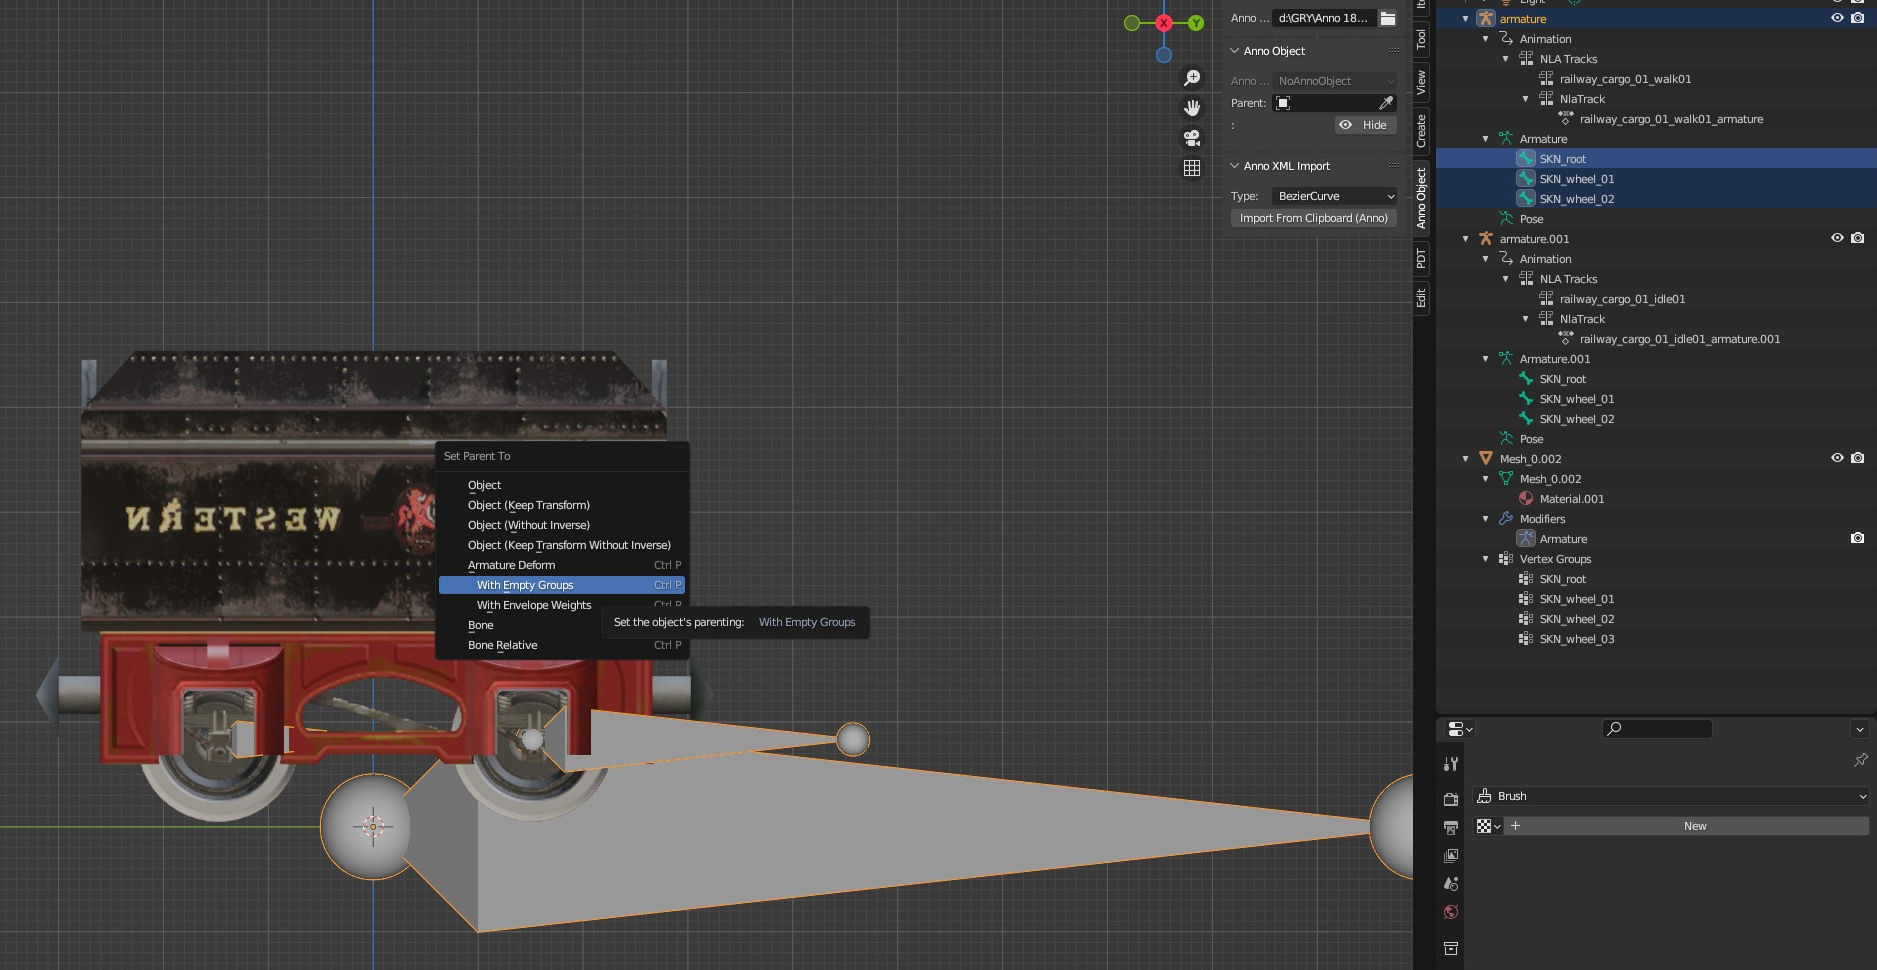 Anno ... d:\GRY\Anno 18...
Anno Object
Anno ... NoAnnoObject
Parent:
: Hide
Anno XML Import
Type: BezierCurve
Import From Clipboard (Anno)
X
Y
Tool
View
Create
Anno Object
PDT
Edit
Light
armature
Animation
NLA Tracks
railway_cargo_01_walk01
NlaTrack
railway_cargo_01_walk01_armature
Armature
SKN_root
SKN_wheel_01
SKN_wheel_02
Pose
armature.001
Animation
NLA Tracks
railway_cargo_01_idle01
NlaTrack
railway_cargo_01_idle01_armature.001
Armature.001
SKN_root
SKN_wheel_01
SKN_wheel_02
Pose
Mesh_0.002
Mesh_0.002
Material.001
Modifiers
Armature
Vertex Groups
SKN_root
SKN_wheel_01
SKN_wheel_02
SKN_wheel_03
WESTERN
Set Parent To
Object
Object (Keep Transform)
Object (Without Inverse)
Object (Keep Transform Without Inverse)
Armature Deform Ctrl P
With Empty Groups Ctrl P
With Envelope Weights Ctrl P
Bone
Bone Relative Ctrl P
Set the object's parenting: With Empty Groups
Brush
+ New